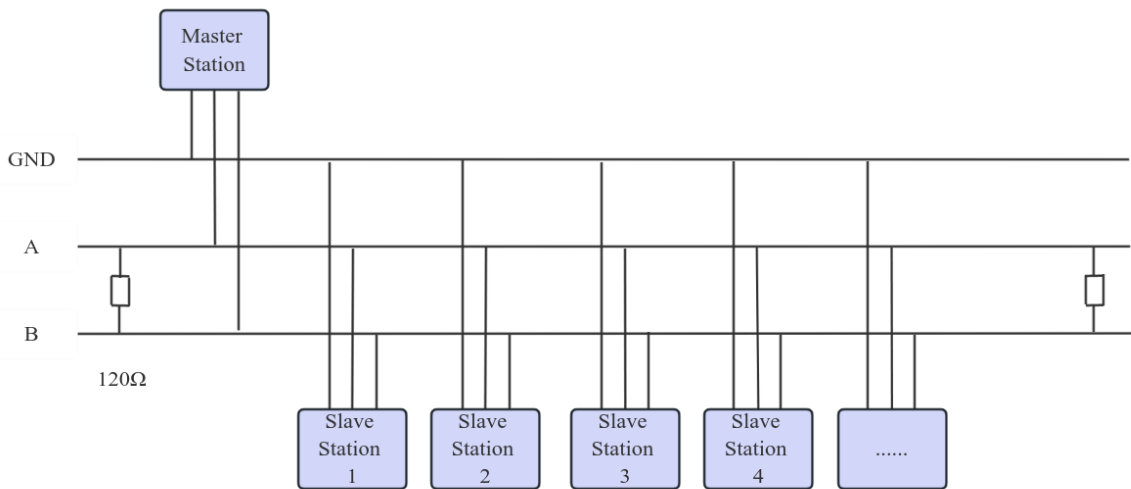 Master
Station
GND
A
B
120Ω
Slave
Station
1
Slave
Station
2
Slave
Station
3
Slave
Station
4
......